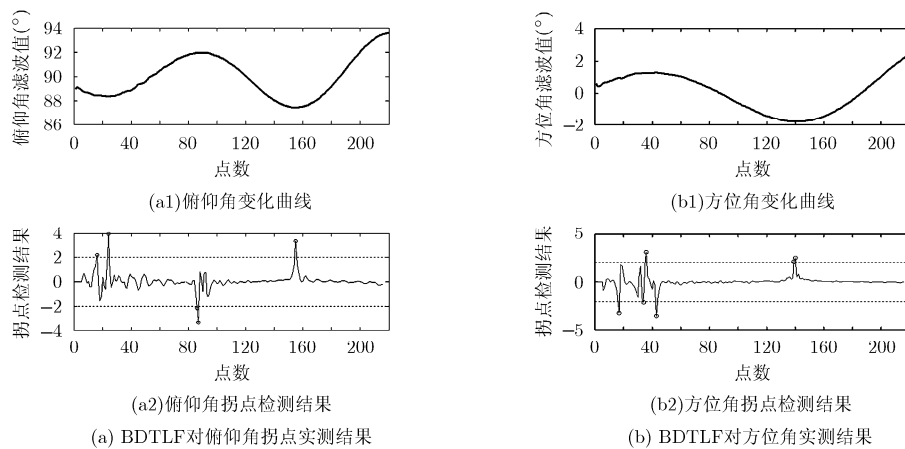 俯仰角滤波值(°)
94
92
90
88
86
0 40 80 120 160 200
点数
(a1)俯仰角变化曲线
拐点检测结果
4
2
0
−2
−4
0 40 80 120 160 200
点数
(a2)俯仰角拐点检测结果
(a) BDTLF对俯仰角拐点实测结果
方位角滤波值(°)
4
2
0
−2
0 40 80 120 160 200
点数
(b1)方位角变化曲线
拐点检测结果
5
0
−5
0 40 80 120 160 200
点数
(b2)方位角拐点检测结果
(b) BDTLF对方位角实测结果